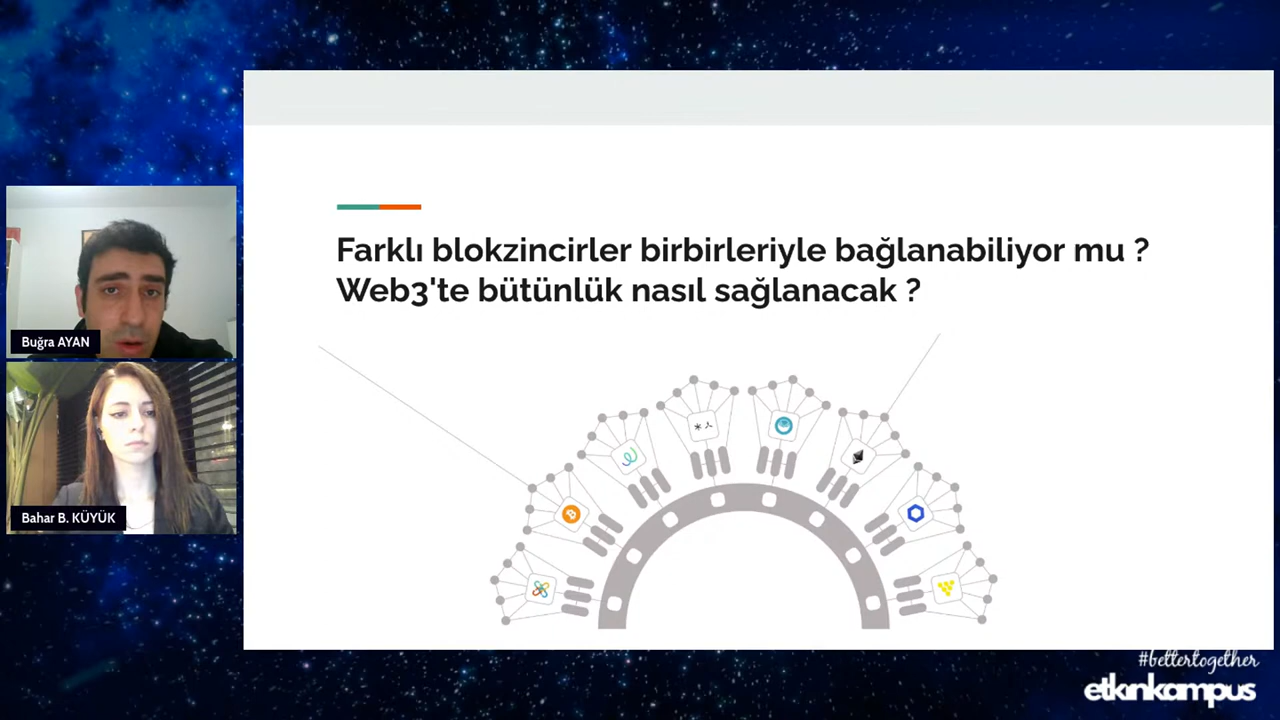 Farklı blokzincirler birbirleriyle bağlanabiliyor mu ?
Web3'te bütünlük nasıl sağlanacak ?
Buğra AYAN
Bahar B. KÜYÜK
#bettertogether
etkinkampus